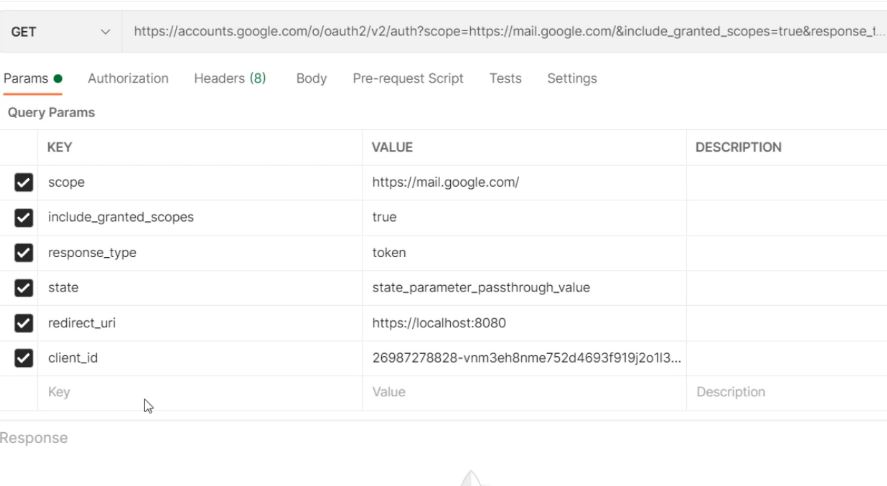 GET https://accounts.google.com/o/oauth2/v2/auth?scope=https://mail.google.com/&include_granted_scopes=true&response_t...
Params Authorization Headers (8) Body Pre-request Script Tests Settings
Query Params
KEY VALUE DESCRIPTION
scope https://mail.google.com/
include_granted_scopes true
response_type token
state state_parameter_passthrough_value
redirect_uri https://localhost:8080
client_id 26987278828-vnm3eh8nme752d4693f919j2o1l3...
Key Value Description
Response